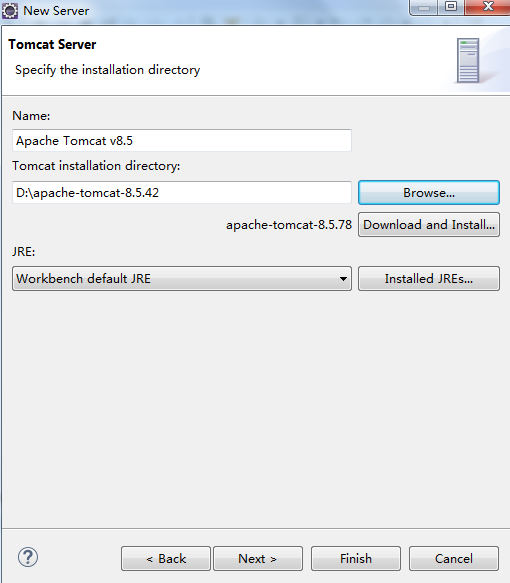 New Server
Tomcat Server
Specify the installation directory
Name:
Apache Tomcat v8.5
Tomcat installation directory:
D:\apache-tomcat-8.5.42
Browse...
apache-tomcat-8.5.78
Download and Install...
JRE:
Workbench default JRE
Installed JREs...
?
< Back
Next >
Finish
Cancel